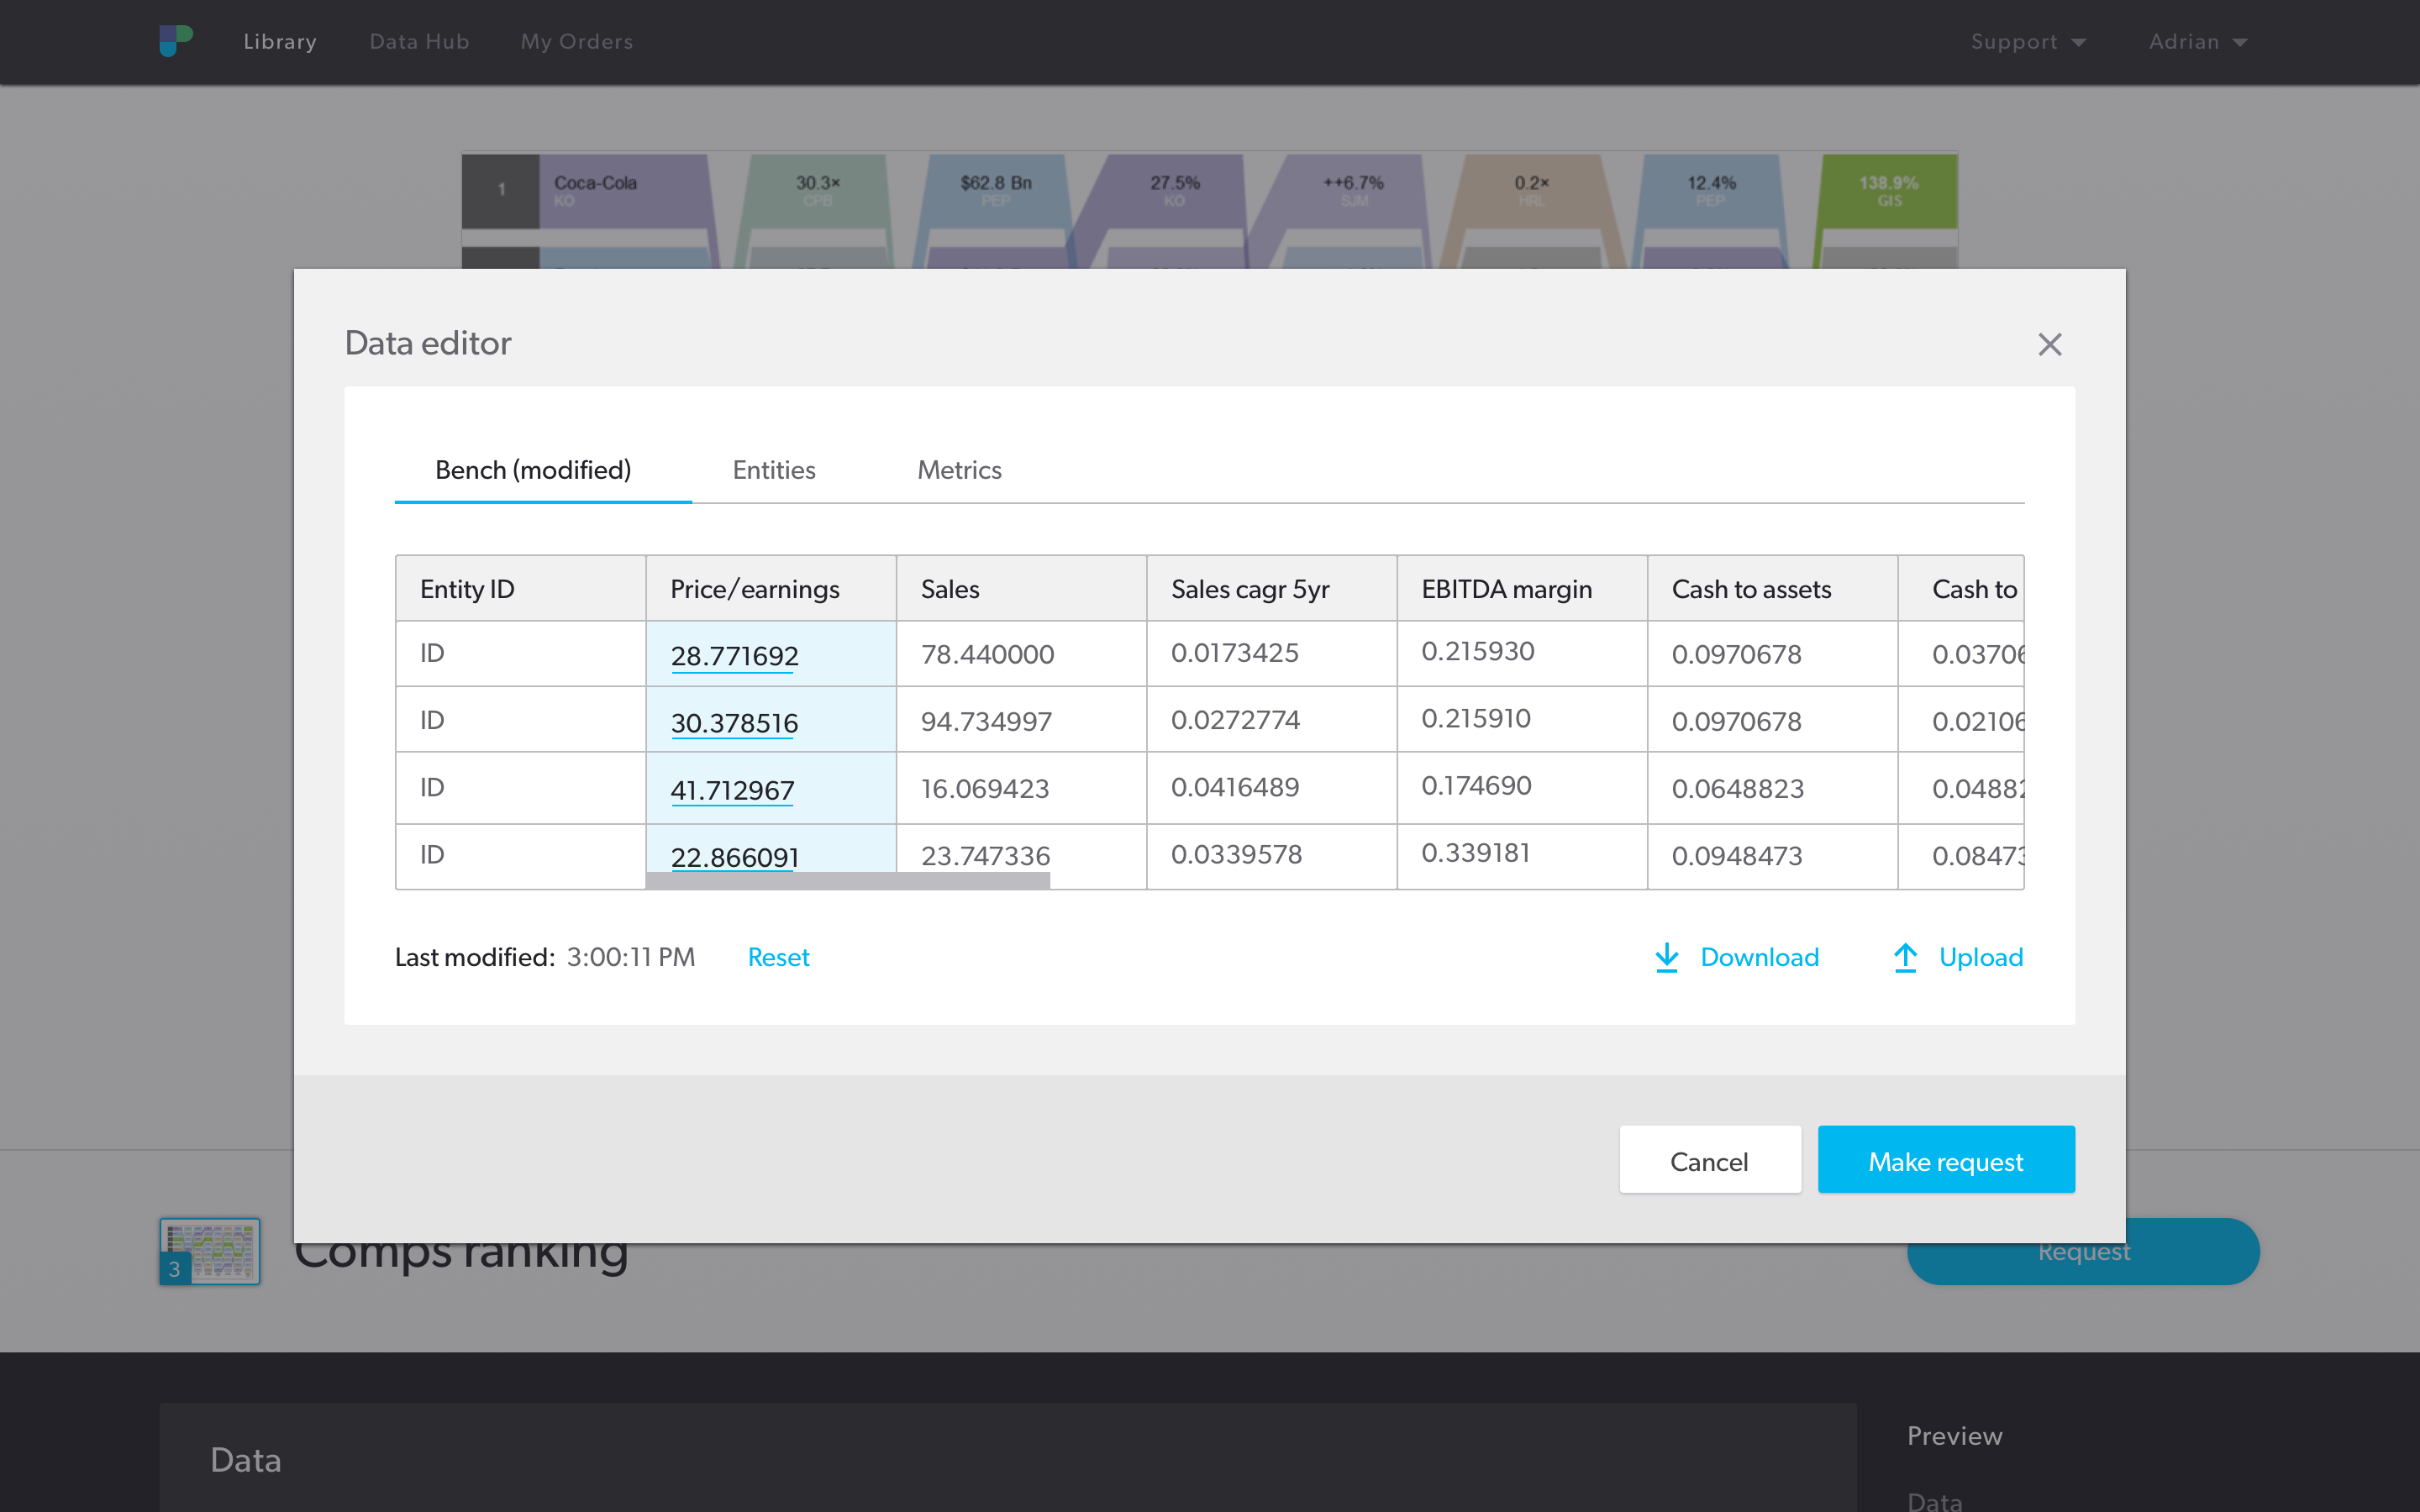 Library Data Hub My Orders Support Adrian
1 Coca-Cola 30.3× $62.8 Bn 27.5% ++6.7% 0.2× 12.4% 138.9%
KO CPB PEP KO SJM HRL PEP GIS
Data editor
Bench (modified) Entities Metrics
Entity ID Price/earnings Sales Sales cagr 5yr EBITDA margin Cash to assets Cash to
ID 28.771692 78.440000 0.0173425 0.215930 0.0970678 0.03706
ID 30.378516 94.734997 0.0272774 0.215910 0.0970678 0.02106
ID 41.712967 16.069423 0.0416489 0.174690 0.0648823 0.04882
ID 22.866091 23.747336 0.0339578 0.339181 0.0948473 0.08473
Last modified: 3:00:11 PM Reset Download Upload
Cancel Make request
3 Comps ranking Request
Data
Preview
Data